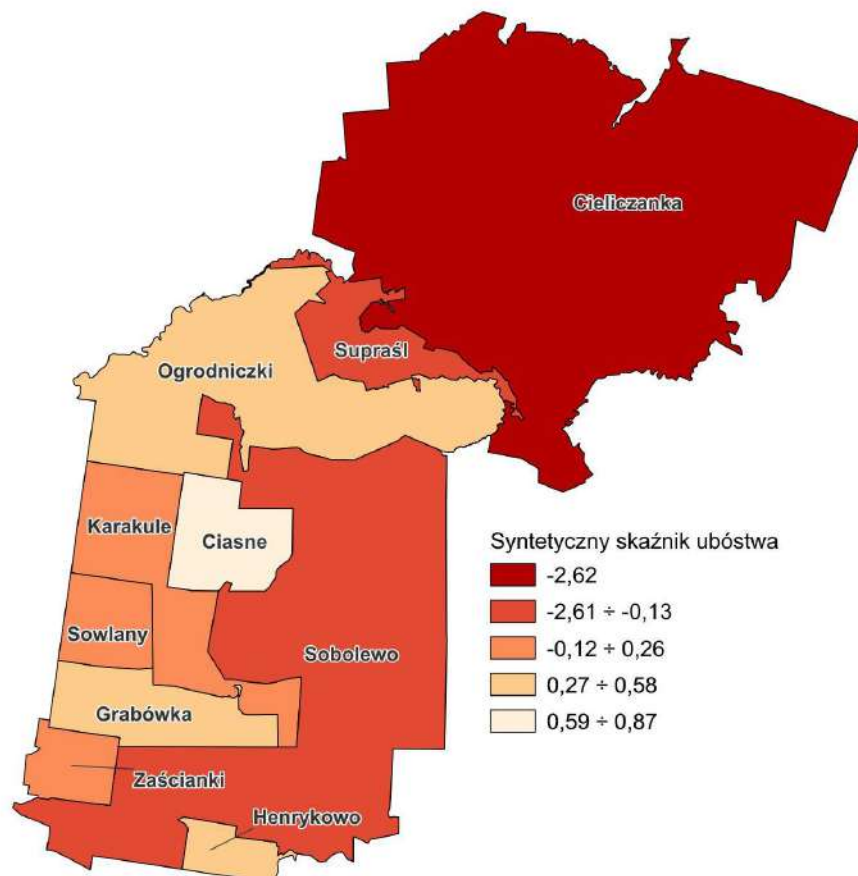 Cieliczanka
Supraśl
Ogrodniczki
Karakule
Ciasne
Syntetyczny skaźnik ubóstwa
-2,62
-2,61 ÷ -0,13
-0,12 ÷ 0,26
0,27 ÷ 0,58
0,59 ÷ 0,87
Sowlany
Sobolewo
Grabówka
Zaścianki
Henrykowo